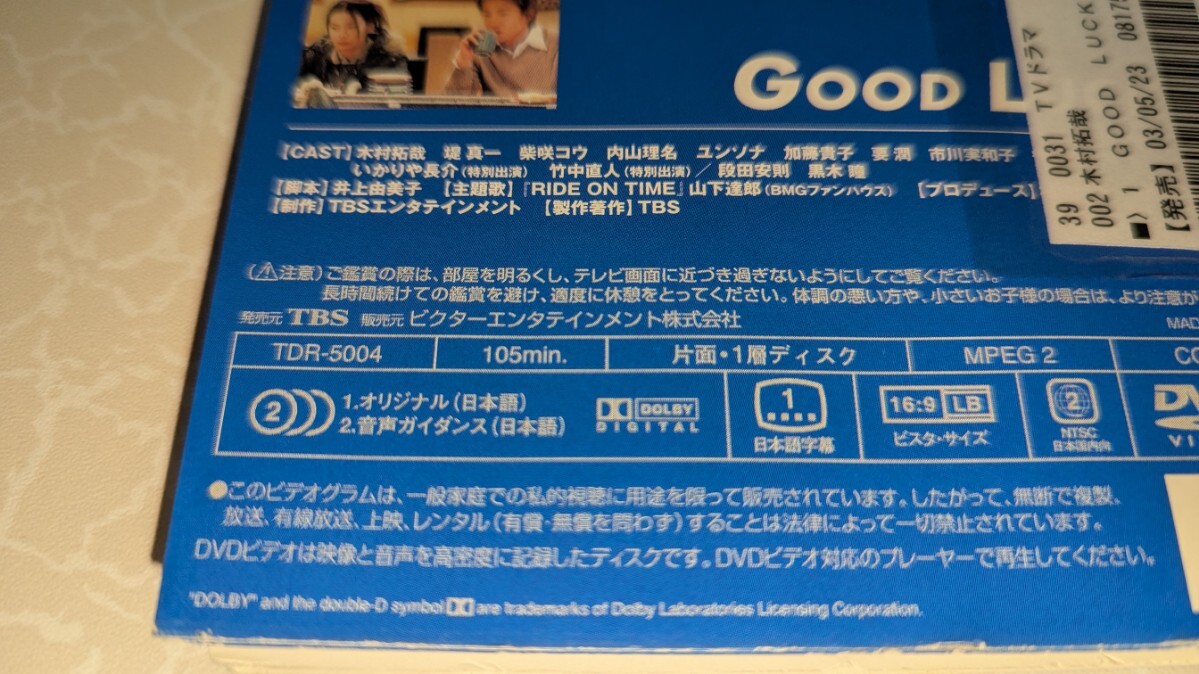 GOOD L
39 0031 TVドラマ
002 木村拓哉
1 GOOD LUCK
【発売】03/05/23 0817
【CAST】木村拓哉 堤 真一 柴咲コウ 内山理名 ユンソナ 加藤貴子 要 潤 市川実和子
いかりや長介(特別出演) 竹中直人(特別出演)/段田安則 黒木 瞳
【脚本】井上由美子 【主題歌】『RIDE ON TIME』山下達郎(BMGファンハウス) 【プロデュース】
【制作】TBSエンタテインメント 【製作著作】TBS
(⚠注意)ご鑑賞の際は、部屋を明るくし、テレビ画面に近づき過ぎないようにしてご覧ください。
長時間続けての鑑賞を避け、適度に休憩をとってください。体調の悪い方や、小さいお子様の場合は、より注意が
発売元 TBS 販売元 ビクターエンタテインメント株式会社
MAD
TDR-5004 105min. 片面・1層ディスク MPEG 2 CO
2 1.オリジナル(日本語)
2.音声ガイダンス(日本語)
DOLBY DIGITAL
1 日本語字幕
16:9 LB ビスタ・サイズ
2 NTSC 日本国内向
DV
VI
●このビデオグラムは、一般家庭での私的視聴に用途を限って販売されています。したがって、無断で複製、
放送、有線放送、上映、レンタル(有償・無償を問わず)することは法律によって一切禁止されています。
DVDビデオは映像と音声を高密度に記録したディスクです。DVDビデオ対応のプレーヤーで再生してください。
"DOLBY" and the double-D symbol are trademarks of Dolby Laboratories Licensing Corporation.